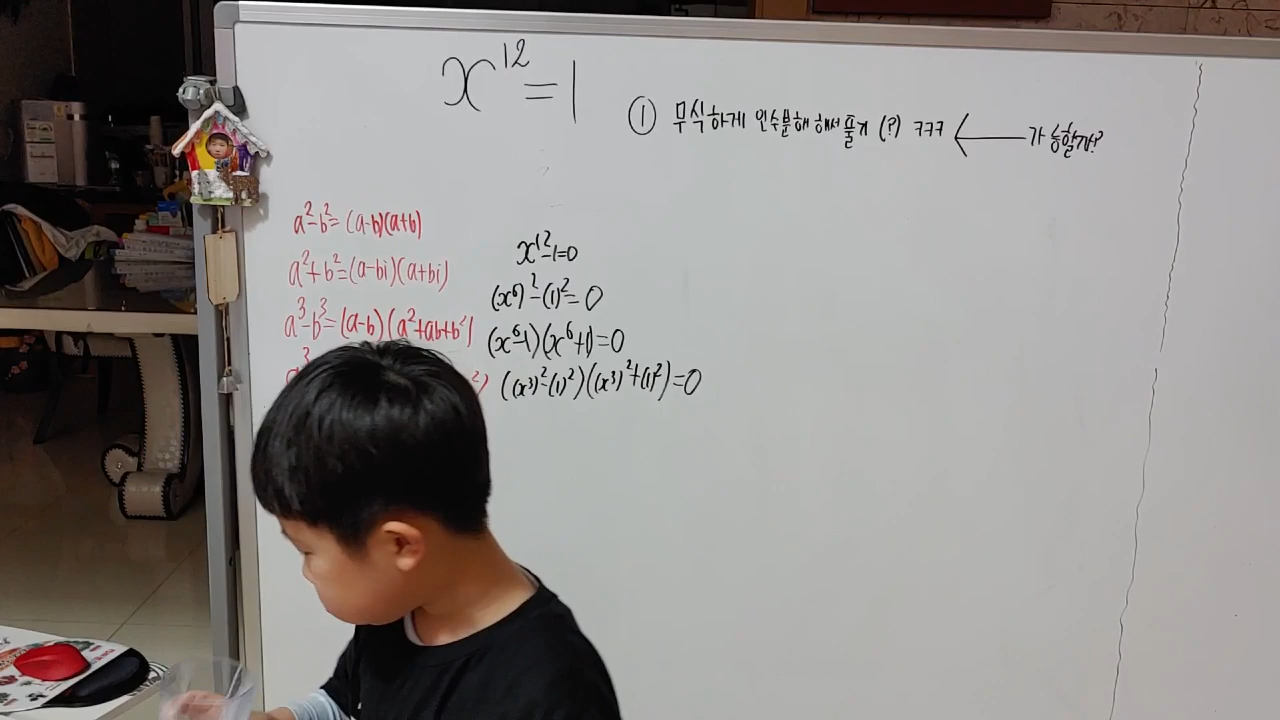 x¹²=1
① 무식하게 인수분해 해서 풀기 (?) ㅋㅋㅋ ← 가능할까?
a²-b²=(a-b)(a+b)
a²+b²=(a-bi)(a+bi)
a³-b³=(a-b)(a²+ab+b²)
x¹²-1=0
(x⁶)²-(1)²=0
(x⁶-1)(x⁶+1)=0
((x³)²-(1)²)((x³)²+(1)²)=0